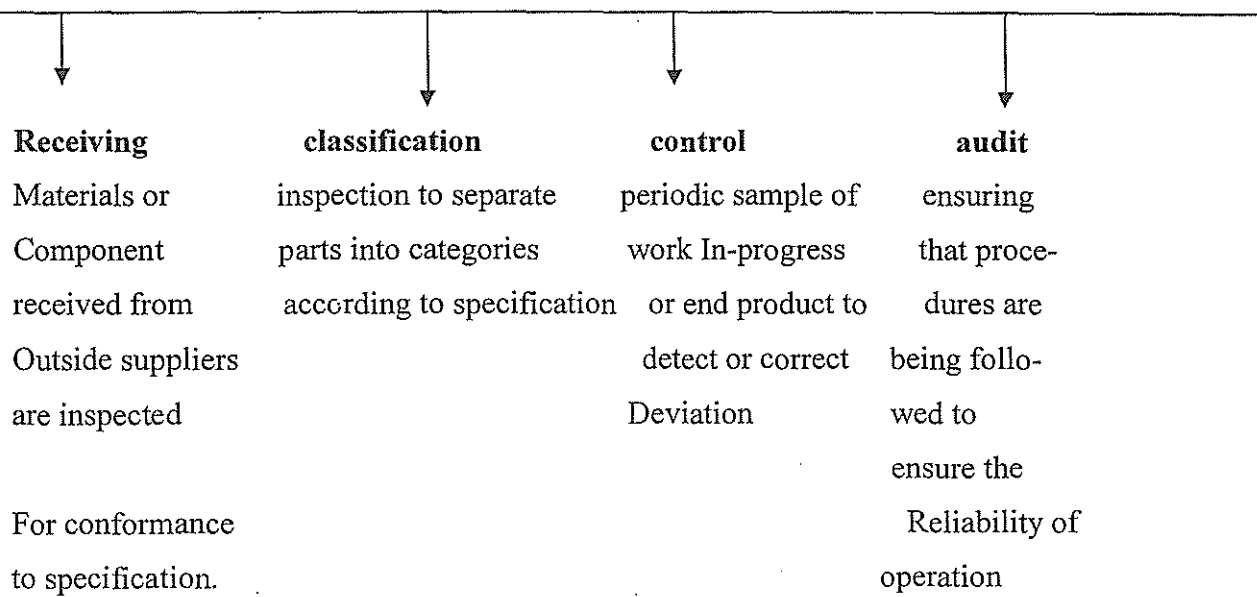 Receiving
Materials or
Component
received from
Outside suppliers
are inspected
For conformance
to specification.
classification
inspection to separate
parts into categories
according to specification
control
periodic sample of
work In-progress
or end product to
detect or correct
Deviation
audit
ensuring
that proce-
dures are
being follo-
wed to
ensure the
Reliability of
operation